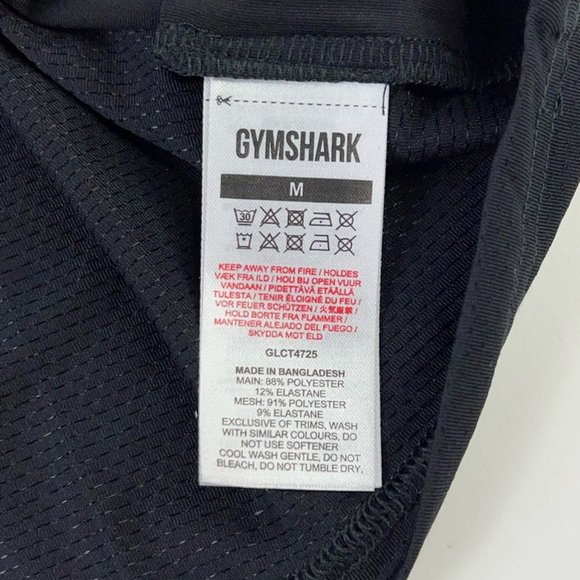 GYMSHARK
M
30
KEEP AWAY FROM FIRE / HOLDES
VÆK FRA ILD / HOU BIJ OPEN VUUR
VANDAAN / PIDETTÄVÄ ETÄÄLLÄ
TULESTA / TENIR ÉLOIGNÉ DU FEU /
VOR FEUER SCHÜTZEN / 火気厳禁 /
HOLD BORTE FRA FLAMMER /
MANTENER ALEJADO DEL FUEGO /
SKYDDA MOT ELD
GLCT4725
MADE IN BANGLADESH
MAIN: 88% POLYESTER
12% ELASTANE
MESH: 91% POLYESTER
9% ELASTANE
EXCLUSIVE OF TRIMS, WASH
WITH SIMILAR COLOURS, DO
NOT USE SOFTENER
COOL WASH GENTLE, DO NOT
BLEACH, DO NOT TUMBLE DRY.